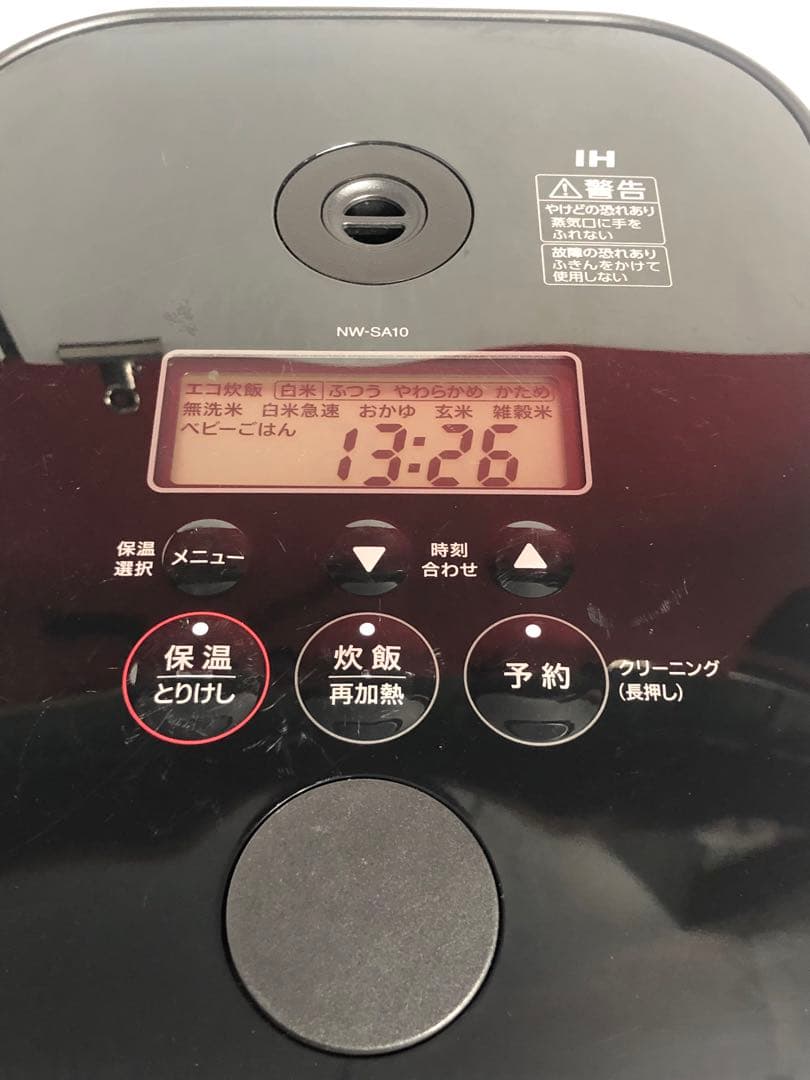 IH
⚠警告
やけどの恐れあり
蒸気口に手を
ふれない
故障の恐れあり
ふきんをかけて
使用しない
NW-SA10
エコ炊飯 白米 ふつう やわらかめ かため
無洗米 白米急速 おかゆ 玄米 雑穀米
ベビーごはん
13:26
保温
選択
メニュー
▼
時刻
合わせ
▲
保温
とりけし
炊飯
再加熱
予約
クリーニング
(長押し)